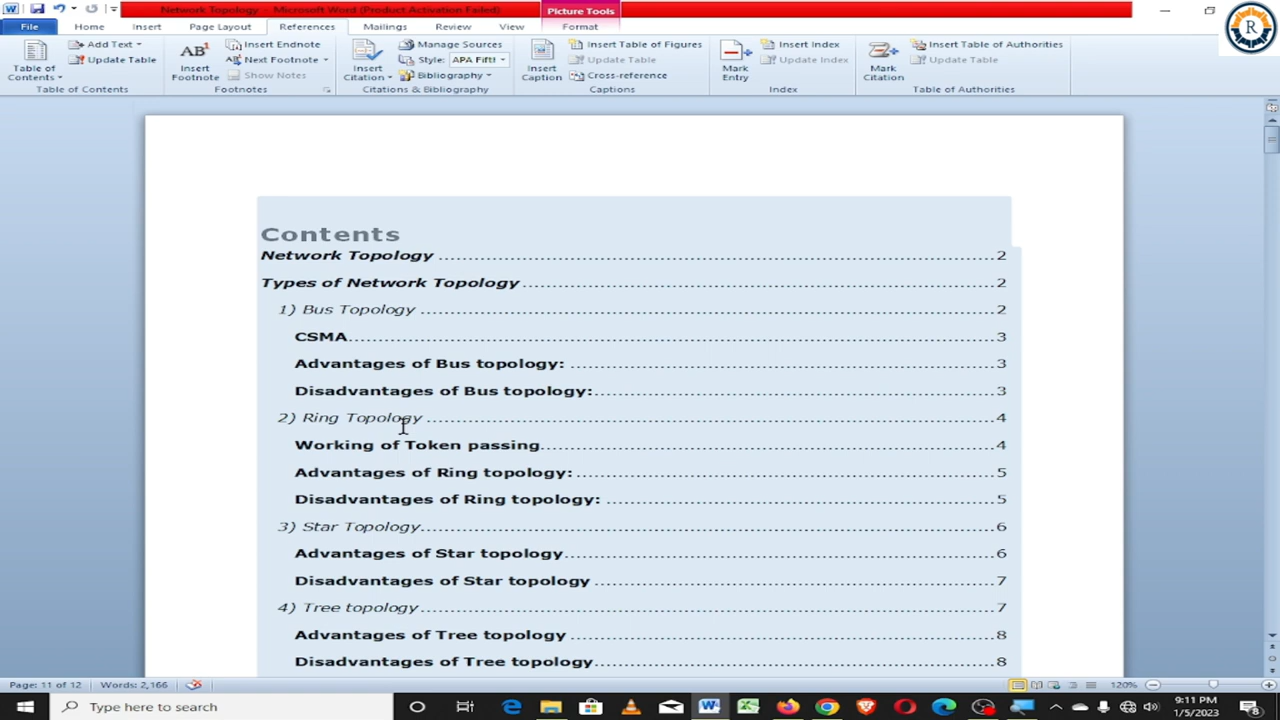 Network Topology - Microsoft Word (Product Activation Failed)
Picture Tools
File Home Insert Page Layout References Mailings Review View Format
R
Table of Contents
Add Text
Update Table
Table of Contents
AB1
Insert Footnote
Insert Endnote
Next Footnote
Show Notes
Footnotes
Insert Citation
Manage Sources
Style: APA Fift
Bibliography
Citations & Bibliography
Insert Caption
Insert Table of Figures
Update Table
Cross-reference
Captions
Mark Entry
Insert Index
Update Index
Index
Mark Citation
Insert Table of Authorities
Update Table
Table of Authorities
Contents
Network Topology 2
Types of Network Topology 2
1) Bus Topology 2
CSMA 3
Advantages of Bus topology: 3
Disadvantages of Bus topology: 3
2) Ring Topology 4
Working of Token passing 4
Advantages of Ring topology: 5
Disadvantages of Ring topology: 5
3) Star Topology 6
Advantages of Star topology 6
Disadvantages of Star topology 7
4) Tree topology 7
Advantages of Tree topology 8
Disadvantages of Tree topology 8
Page: 11 of 12 Words: 2,166 120%
Type here to search
9:11 PM
1/5/2023
8